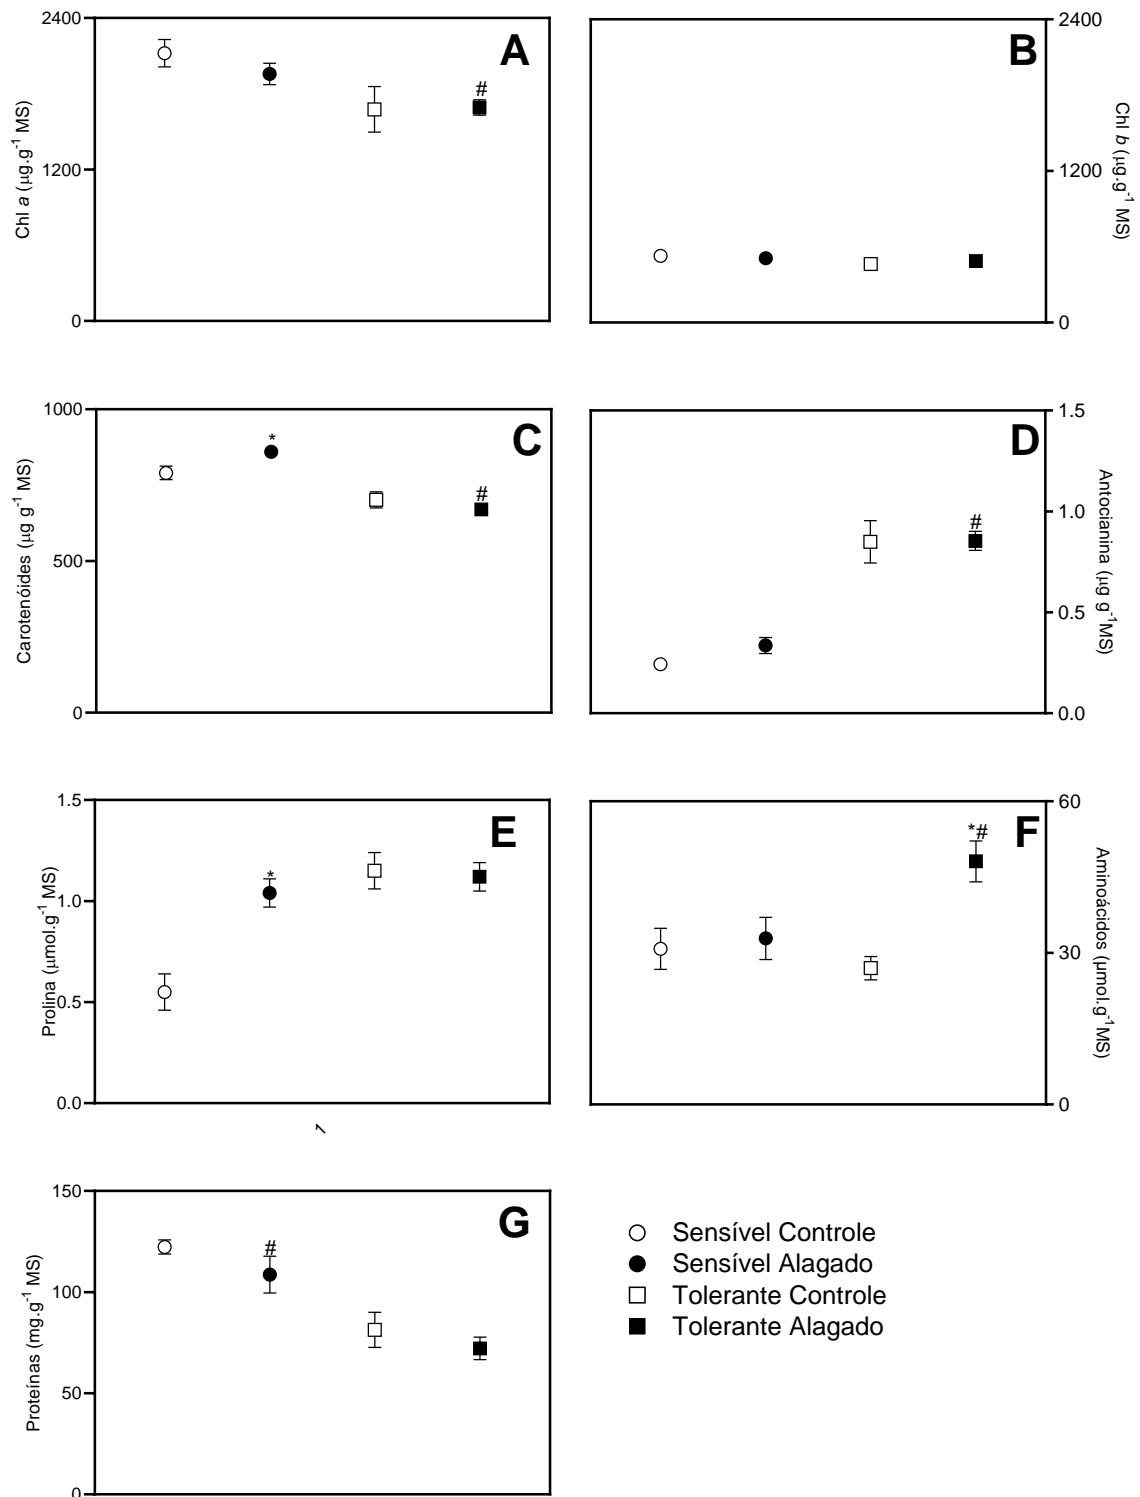 2400
1200
0
Chl a (µg.g-1 MS)
A
B
2400
1200
0
Chl b (µg.g-1 MS)
1000
500
0
Carotenóides (µg g-1 MS)
*
#
C
D
#
1.5
1.0
0.5
0.0
Antocianina (µg g-1MS)
#
1.5
1.0
0.5
0.0
Prolina (µmol.g-1 MS)
*
E
F
*#
60
30
0
Aminoácidos (µmol.g-1MS)
1
150
100
50
0
Proteínas (mg.g-1 MS)
#
G
Sensível Controle
Sensível Alagado
Tolerante Controle
Tolerante Alagado